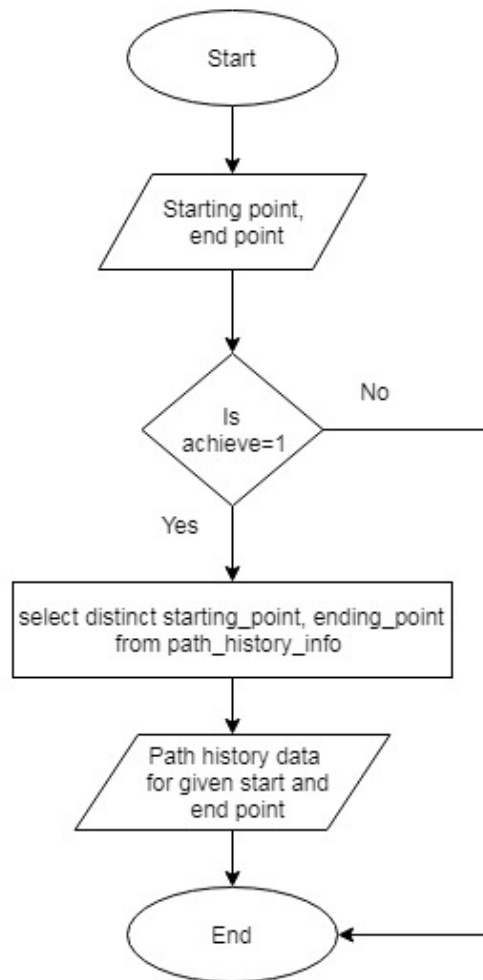 Start
Starting point,
end point
Is
achieve=1
No
Yes
select distinct starting_point, ending_point
from path_history_info
Path history data
for given start and
end point
End